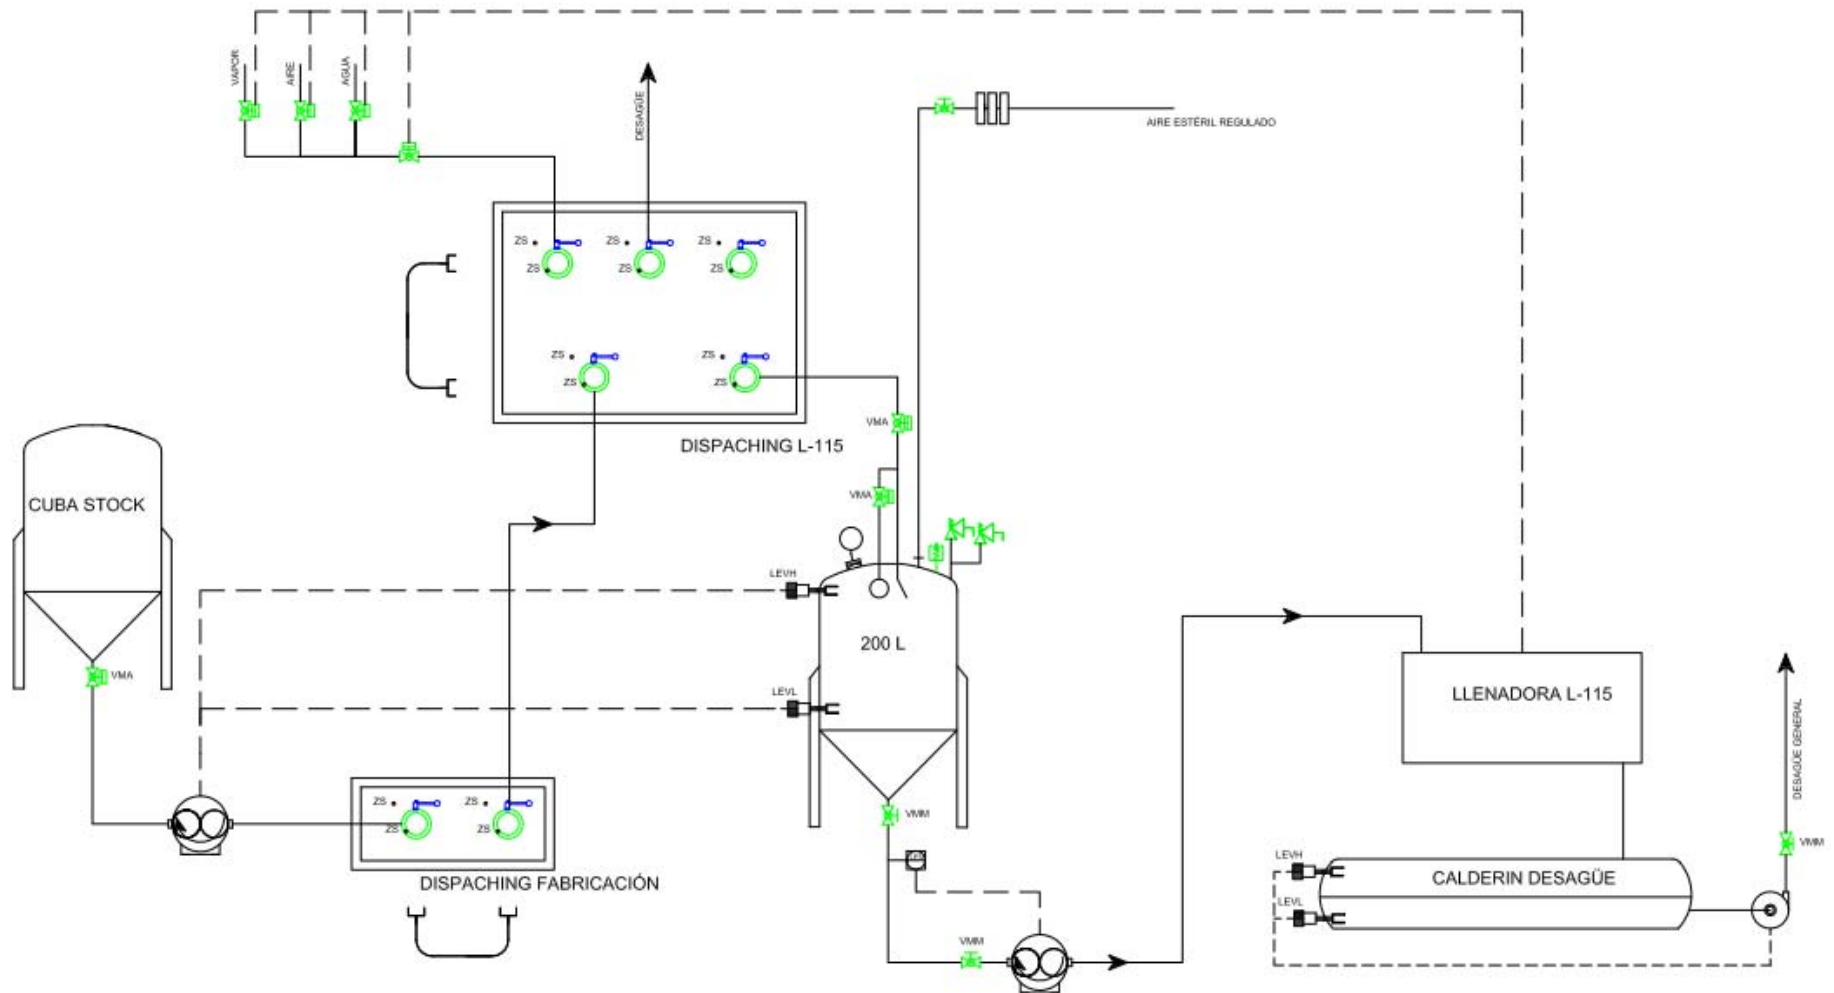 VAPOR
AIRE
AGUA
DESAGÜE
AIRE ESTÉRIL REGULADO
ZS
ZS
ZS
ZS
ZS
ZS
ZS
ZS
ZS
ZS
VMA
DISPACHING L-115
VMA
CUBA STOCK
LEVH
200 L
VMA
LEVL
LLENADORA L-115
DESAGÜE GENERAL
ZS
ZS
ZS
ZS
VMM
VMM
DISPACHING FABRICACIÓN
LEVH
CALDERIN DESAGÜE
LEVL
VMM